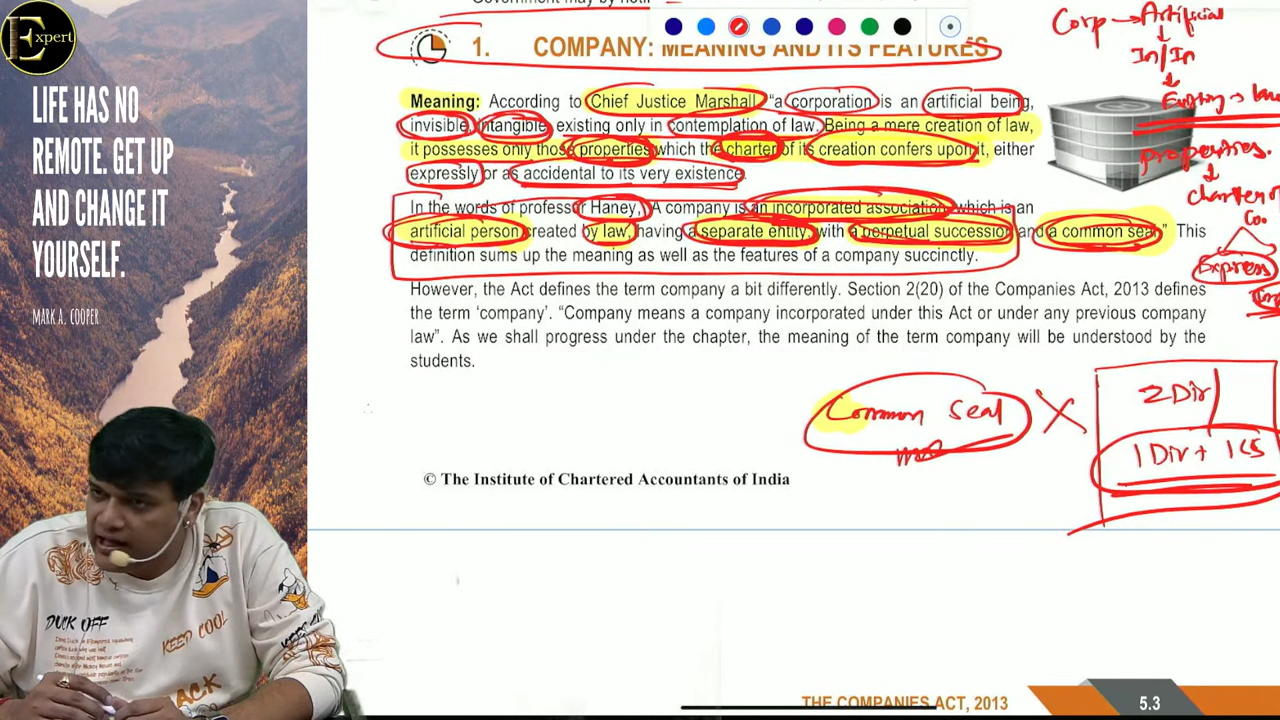 Expert
LIFE HAS NO
REMOTE. GET UP
AND CHANGE IT
YOURSELF.
MARK A. COOPER
1. COMPANY: MEANING AND ITS FEATURES
Meaning: According to Chief Justice Marshall, "a corporation is an artificial being,
invisible, intangible, existing only in contemplation of law. Being a mere creation of law,
it possesses only those properties which the charter of its creation confers upon it, either
expressly or as accidental to its very existence.
In the words of professor Haney, "A company is an incorporated association which is an
artificial person created by law, having a separate entity, with a perpetual succession and a common seal." This
definition sums up the meaning as well as the features of a company succinctly.
However, the Act defines the term company a bit differently. Section 2(20) of the Companies Act, 2013 defines
the term 'company'. "Company means a company incorporated under this Act or under any previous company
law". As we shall progress under the chapter, the meaning of the term company will be understood by the
students.
Corp → Artificial
In/In
Existing →
properties.
charter of
Co.
Express
Common Seal
2 Dir
1 Dir + 1 CS
© The Institute of Chartered Accountants of India
THE COMPANIES ACT, 2013 5.3
DUCK OFF
KEEP COOL